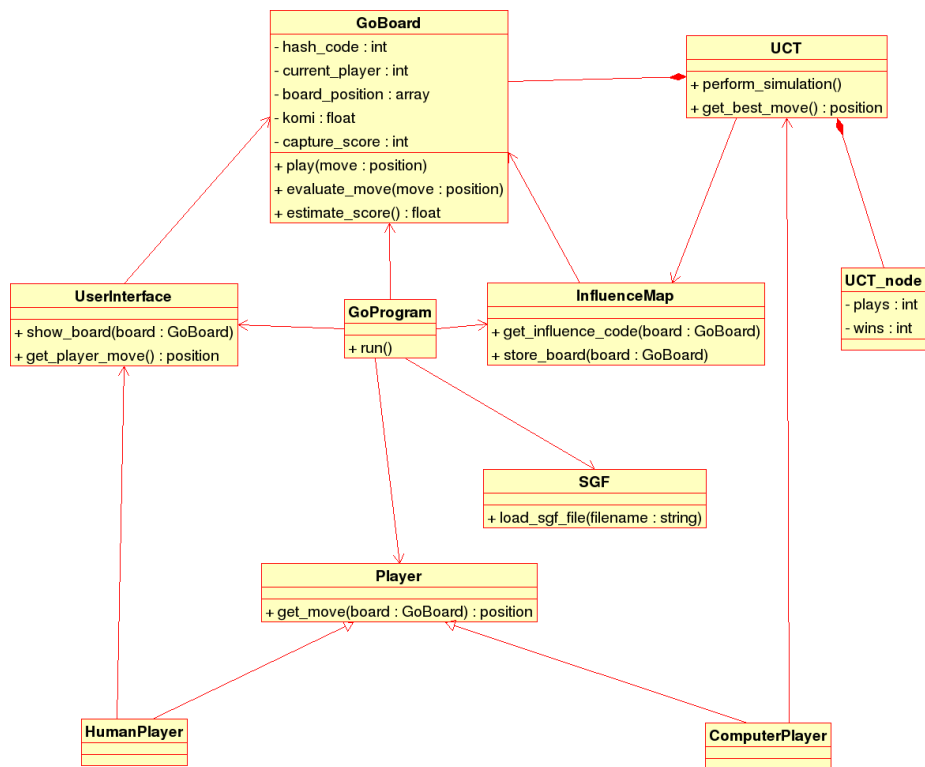 GoBoard
- hash_code : int
- current_player : int
- board_position : array
- komi : float
- capture_score : int
+ play(move : position)
+ evaluate_move(move : position)
+ estimate_score() : float
UCT
+ perform_simulation()
+ get_best_move() : position
UserInterface
+ show_board(board : GoBoard)
+ get_player_move() : position
GoProgram
+ run()
InfluenceMap
+ get_influence_code(board : GoBoard)
+ store_board(board : GoBoard)
UCT_node
- plays : int
- wins : int
SGF
+ load_sgf_file(filename : string)
Player
+ get_move(board : GoBoard) : position
HumanPlayer
ComputerPlayer